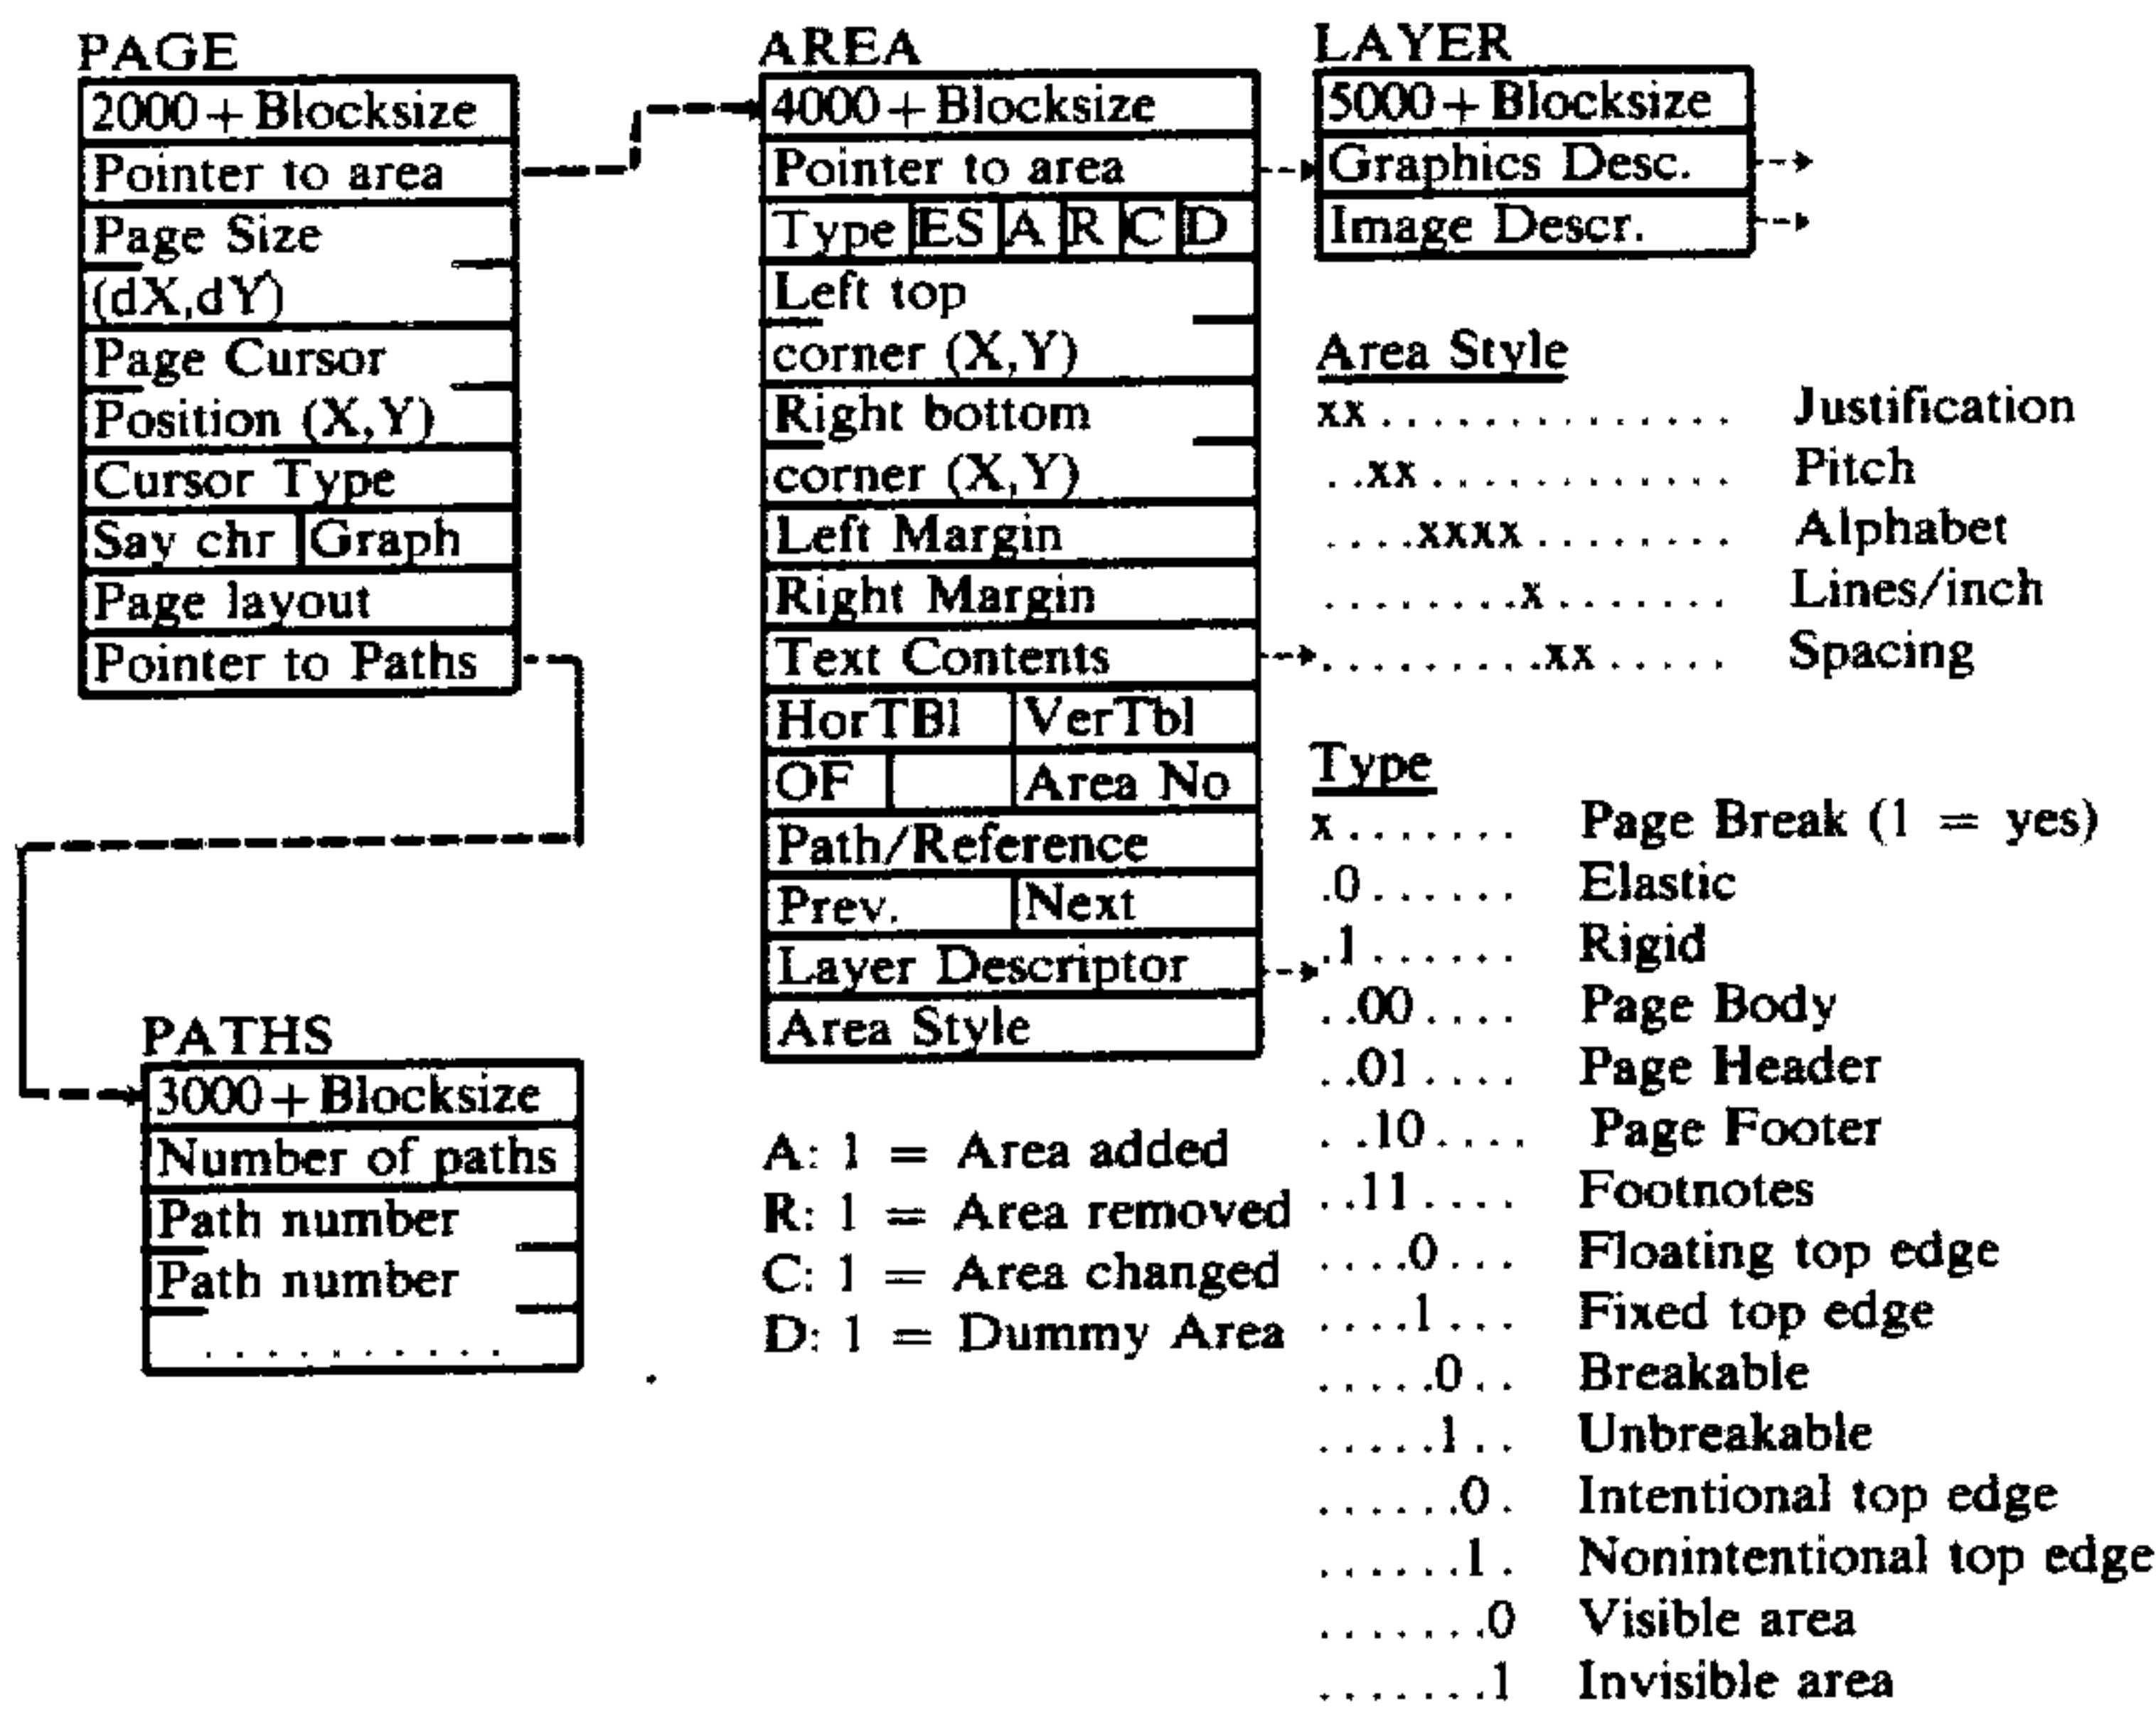 PAGE
2000+Blocksize
Pointer to area
Page Size
(dX,dY)
Page Cursor
Position (X,Y)
Cursor Type
Say chr Graph
Page layout
Pointer to Paths
PATHS
3000+Blocksize
Number of paths
Path number
Path number
. . . . . . . . . .
AREA
4000+Blocksize
Pointer to area
Type ES A R C D
Left top
corner (X,Y)
Right bottom
corner (X,Y)
Left Margin
Right Margin
Text Contents
HorTBl VerTbl
OF Area No
Path/Reference
Prev. Next
Layer Descriptor
Area Style
A: 1 = Area added
R: 1 = Area removed
C: 1 = Area changed
D: 1 = Dummy Area
LAYER
5000+Blocksize
Graphics Desc.
Image Descr.
Area Style
xx.............. Justification
..xx............ Pitch
....xxxx........ Alphabet
........x....... Lines/inch
.........xx..... Spacing
Type
x....... Page Break (1 = yes)
.0...... Elastic
.1...... Rigid
..00.... Page Body
..01.... Page Header
..10.... Page Footer
..11.... Footnotes
....0... Floating top edge
....1... Fixed top edge
.....0.. Breakable
.....1.. Unbreakable
......0. Intentional top edge
......1. Nonintentional top edge
.......0 Visible area
.......1 Invisible area